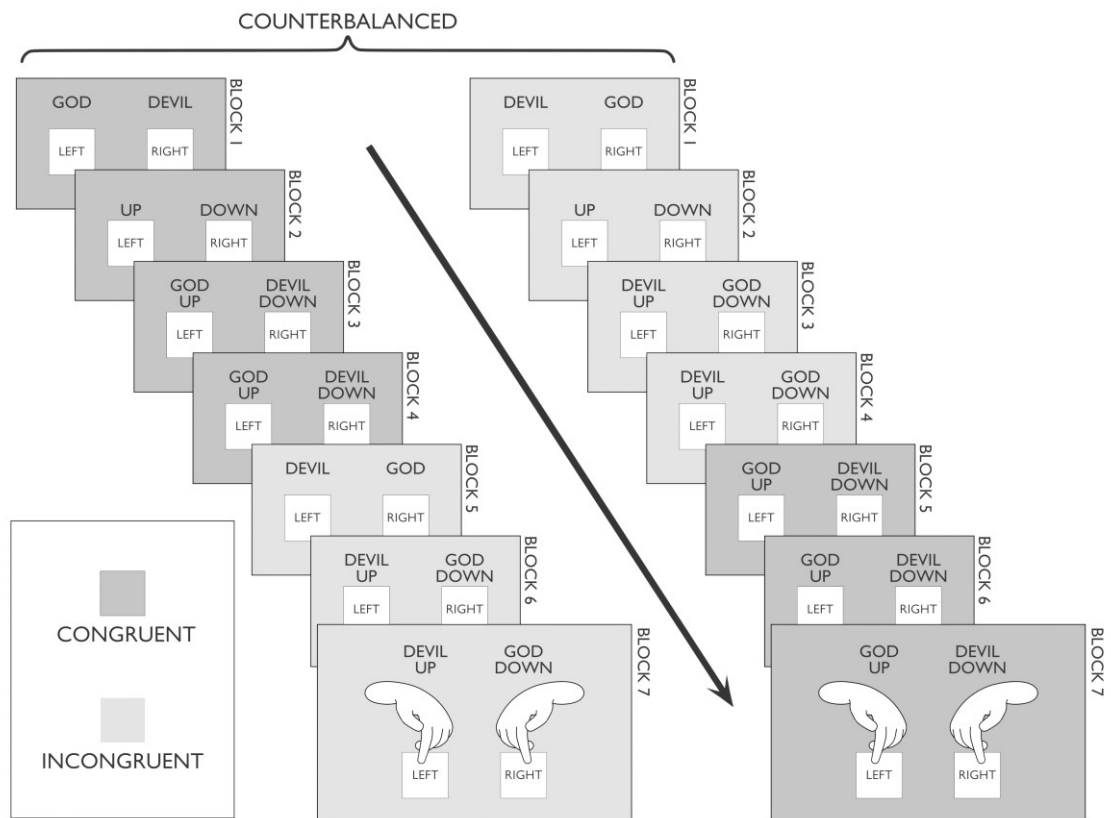 COUNTERBALANCED
GOD DEVIL
LEFT RIGHT
BLOCK 1
UP DOWN
LEFT RIGHT
BLOCK 2
GOD DEVIL
UP DOWN
LEFT RIGHT
BLOCK 3
GOD DEVIL
UP DOWN
LEFT RIGHT
BLOCK 4
DEVIL GOD
LEFT RIGHT
BLOCK 5
DEVIL GOD
UP DOWN
LEFT RIGHT
BLOCK 6
DEVIL GOD
UP DOWN
LEFT RIGHT
BLOCK 7
DEVIL GOD
LEFT RIGHT
BLOCK 1
UP DOWN
LEFT RIGHT
BLOCK 2
DEVIL GOD
UP DOWN
LEFT RIGHT
BLOCK 3
DEVIL GOD
UP DOWN
LEFT RIGHT
BLOCK 4
GOD DEVIL
UP DOWN
LEFT RIGHT
BLOCK 5
GOD DEVIL
UP DOWN
LEFT RIGHT
BLOCK 6
GOD DEVIL
UP DOWN
LEFT RIGHT
BLOCK 7
CONGRUENT
INCONGRUENT